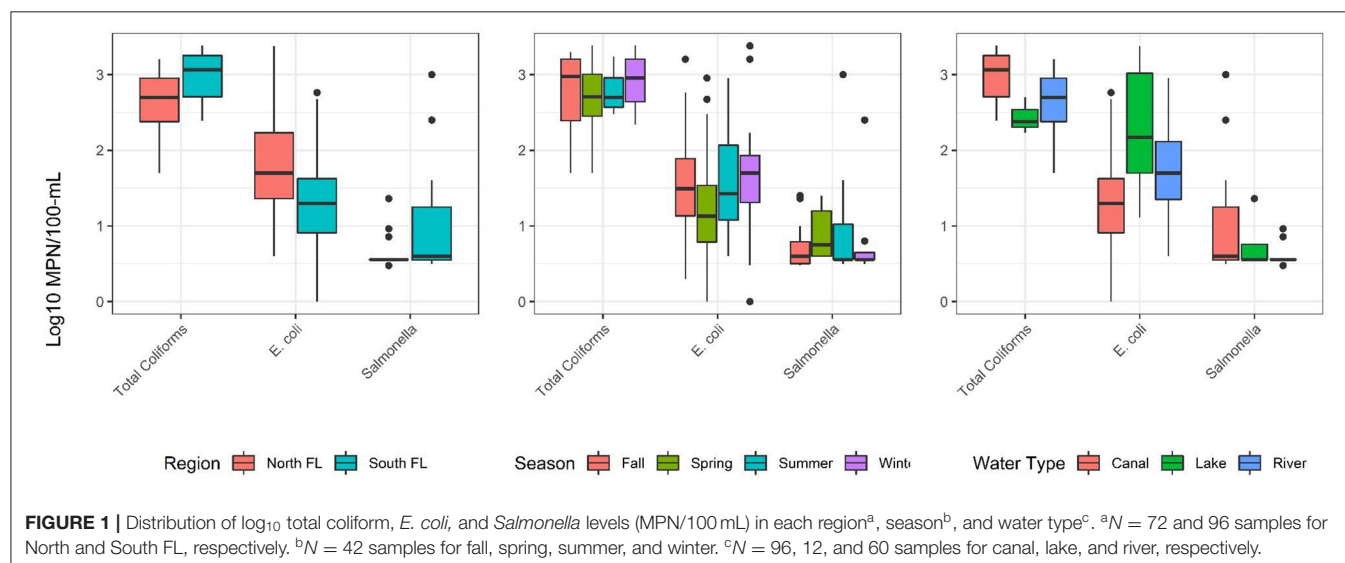 Log10 MPN/100-mL
3
2
1
0
Total Coliforms
E. coli
Salmonella
Region North FL South FL
3
2
1
0
Total Coliforms
E. coli
Salmonella
Season Fall Spring Summer Winte
3
2
1
0
Total Coliforms
E. coli
Salmonella
Water Type Canal Lake River
FIGURE 1 | Distribution of log₁₀ total coliform, E. coli, and Salmonella levels (MPN/100 mL) in each regionᵃ, seasonᵇ, and water typeᶜ. ᵃN = 72 and 96 samples for
North and South FL, respectively. ᵇN = 42 samples for fall, spring, summer, and winter. ᶜN = 96, 12, and 60 samples for canal, lake, and river, respectively.